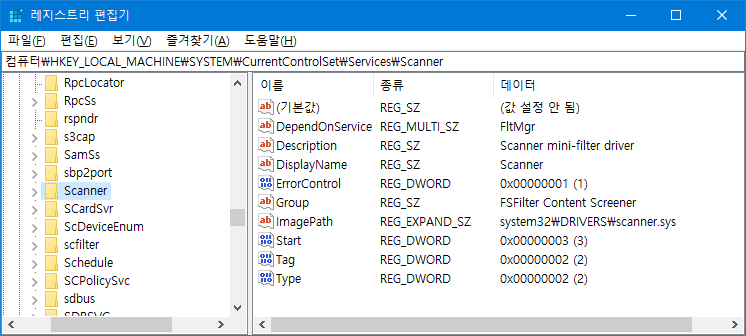 레지스트리 편집기
파일(F) 편집(E) 보기(V) 즐겨찾기(A) 도움말(H)
컴퓨터₩HKEY_LOCAL_MACHINE₩SYSTEM₩CurrentControlSet₩Services₩Scanner
RpcLocator
RpcSs
rspndr
s3cap
SamSs
sbp2port
Scanner
SCardSvr
ScDeviceEnum
scfilter
Schedule
SCPolicySvc
sdbus
SDRSVC
이름 종류 데이터
(기본값) REG_SZ (값 설정 안 됨)
DependOnService REG_MULTI_SZ FltMgr
Description REG_SZ Scanner mini-filter driver
DisplayName REG_SZ Scanner
ErrorControl REG_DWORD 0x00000001 (1)
Group REG_SZ FSFilter Content Screener
ImagePath REG_EXPAND_SZ system32₩DRIVERS₩scanner.sys
Start REG_DWORD 0x00000003 (3)
Tag REG_DWORD 0x00000002 (2)
Type REG_DWORD 0x00000002 (2)